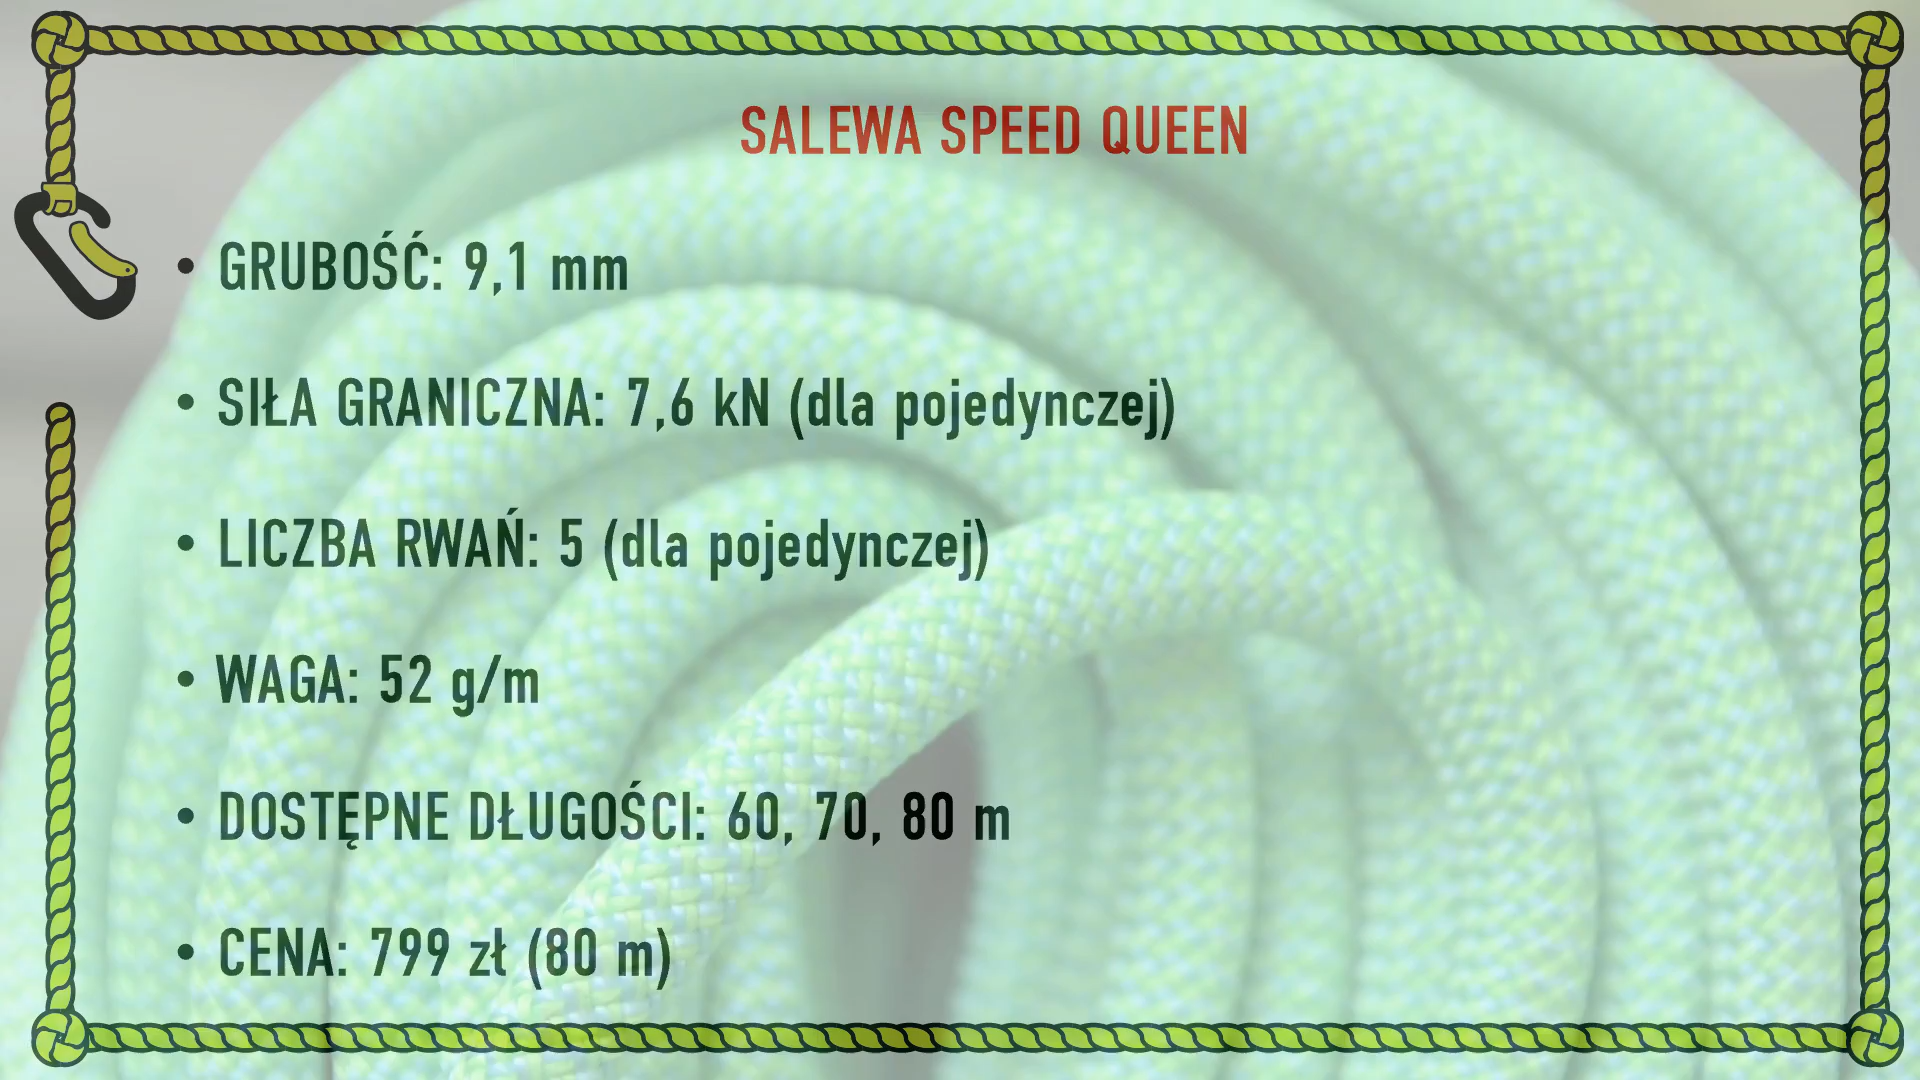 SALEWA SPEED QUEEN
• GRUBOŚĆ: 9,1 mm
• SIŁA GRANICZNA: 7,6 kN (dla pojedynczej)
• LICZBA RWAŃ: 5 (dla pojedynczej)
• WAGA: 52 g/m
• DOSTĘPNE DŁUGOŚCI: 60, 70, 80 m
• CENA: 799 zł (80 m)